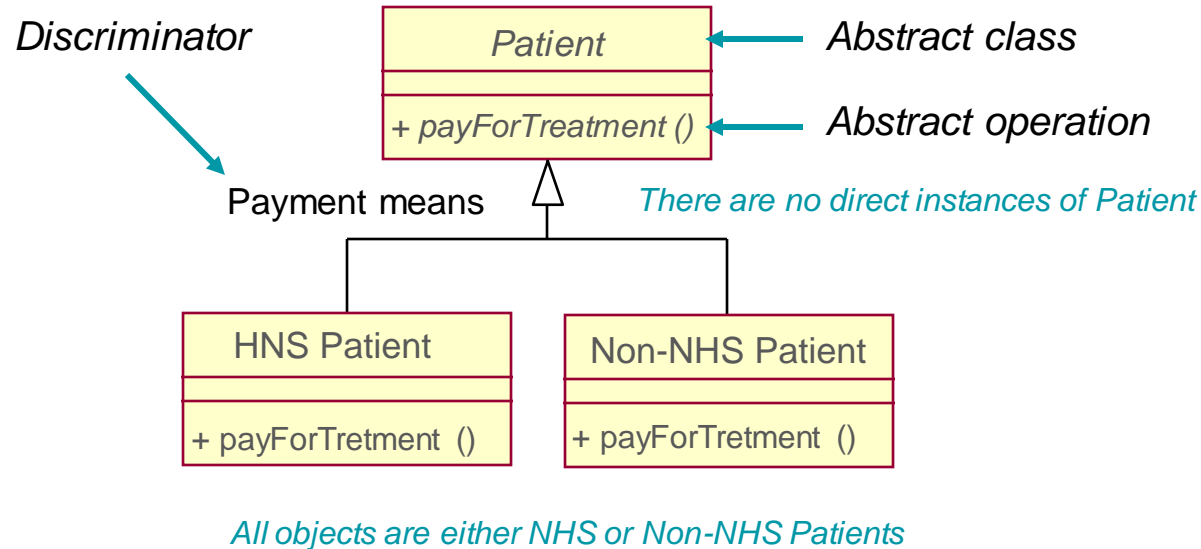 Discriminator
Patient
Abstract class
+ payForTreatment ()
Abstract operation
Payment means
There are no direct instances of Patient
HNS Patient
Non-NHS Patient
+ payForTretment ()
+ payForTretment ()
All objects are either NHS or Non-NHS Patients